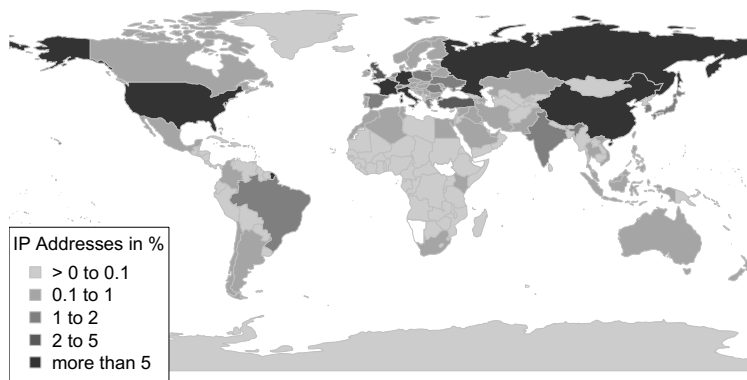 IP Addresses in %
> 0 to 0.1
0.1 to 1
1 to 2
2 to 5
more than 5